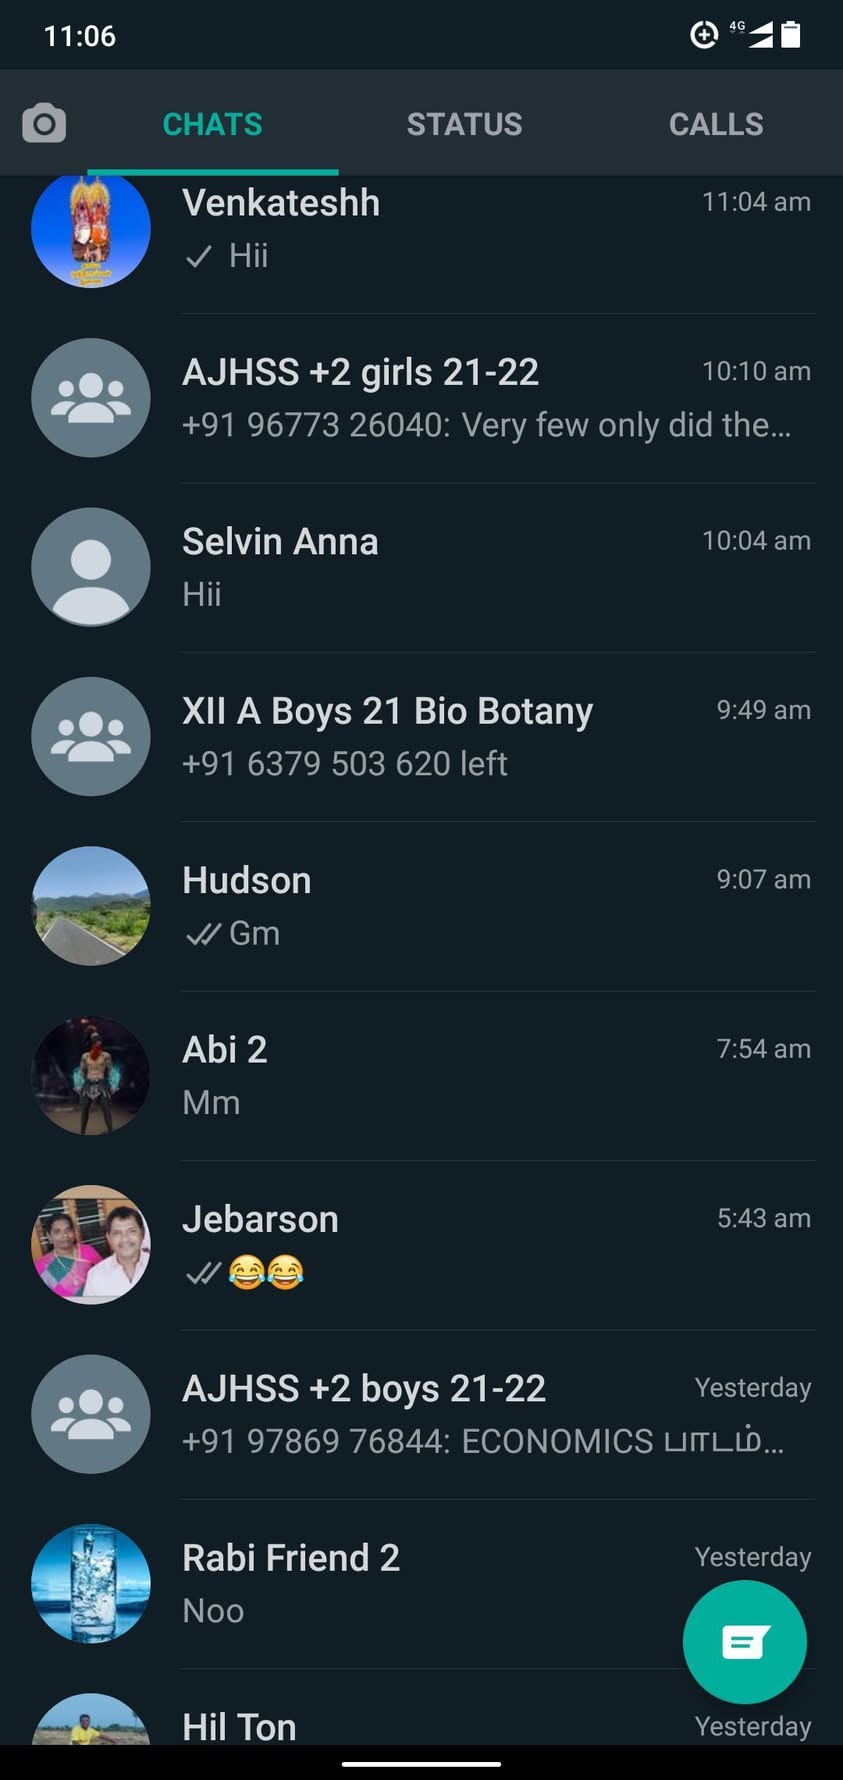 11:06
4G
CHATS STATUS CALLS
Venkateshh 11:04 am
Hii
AJHSS +2 girls 21-22 10:10 am
+91 96773 26040: Very few only did the...
Selvin Anna 10:04 am
Hii
XII A Boys 21 Bio Botany 9:49 am
+91 6379 503 620 left
Hudson 9:07 am
Gm
Abi 2 7:54 am
Mm
Jebarson 5:43 am
😂😂
AJHSS +2 boys 21-22 Yesterday
+91 97869 76844: ECONOMICS பாடம்...
Rabi Friend 2 Yesterday
Noo
Hil Ton Yesterday